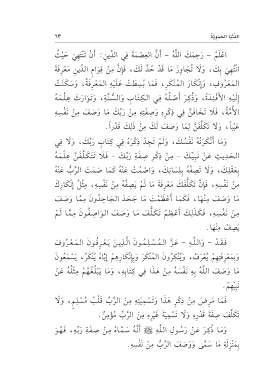 الفتاوى الحموية
٦٣
اعْلَمْ - رَحِمَكَ اللَّهُ - أَنَّ الْعِصْمَةَ فِي الدِّينِ: أَنْ تَنْتَهِيَ حَيْثُ
انْتُهِيَ بِكَ، وَلَا تُجَاوِزَ مَا قَدْ حُدَّ لَكَ، فَإِنَّ مِنْ قِوَامِ الدِّينِ مَعْرِفَةَ
الْمَعْرُوفِ، وَإِنْكَارَ الْمُنْكَرِ، فَمَا بُسِطَتْ عَلَيْهِ الْمَعْرِفَةُ، وَسَكَنَتْ
إِلَيْهِ الْأَفْئِدَةُ، وَذُكِرَ أَصْلُهُ فِي الْكِتَابِ وَالسُّنَّةِ، وَتَوَارَثَ عِلْمَهُ
الْأُمَّةُ، فَلَا تَخَافَنَّ فِي ذِكْرِهِ وَصِفَتِهِ مِنْ رَبِّكَ مَا وَصَفَ مِنْ نَفْسِهِ
عَيْبًا، وَلَا تَكَلَّفَنَّ لِمَا وَصَفَ لَكَ مِنْ ذَلِكَ قَدْرًا.
وَمَا أَنْكَرَتْهُ نَفْسُكَ، وَلَمْ تَجِدْ ذِكْرَهُ فِي كِتَابِ رَبِّكَ، وَلَا فِي
الْحَدِيثِ عَنْ نَبِيِّكَ - مِنْ ذِكْرِ صِفَةِ رَبِّكَ - فَلَا تَتَكَلَّفَنَّ عِلْمَهُ
بِعَقْلِكَ، وَلَا تَصِفْهُ بِلِسَانِكَ، وَاصْمُتْ عَنْهُ كَمَا صَمَتَ الرَّبُّ عَنْهُ
مِنْ نَفْسِهِ، فَإِنَّ تَكَلُّفَكَ مَعْرِفَةَ مَا لَمْ يَصِفْ مِنْ نَفْسِهِ، مِثْلُ إِنْكَارِكَ
مَا وَصَفَ مِنْهَا، فَكَمَا أَعْظَمْتَ مَا جَحَدَ الْجَاحِدُونَ مِمَّا وَصَفَ
مِنْ نَفْسِهِ، فَكَذَلِكَ أَعْظِمْ تَكَلُّفَ مَا وَصَفَ الْوَاصِفُونَ مِمَّا لَمْ
يَصِفْ مِنْهَا.
فَقَدْ - وَاللَّهِ - عَزَّ الْمُسْلِمُونَ الَّذِينَ يَعْرِفُونَ الْمَعْرُوفَ
وَبِمَعْرِفَتِهِمْ يُعْرَفُ، وَيُنْكِرُونَ الْمُنْكَرَ وَبِإِنْكَارِهِمْ يُنْكَرُ، يَسْمَعُونَ
مَا وَصَفَ اللَّهُ بِهِ نَفْسَهُ مِنْ هَذَا فِي كِتَابِهِ، وَمَا يَبْلُغُهُمْ مِثْلُهُ عَنْ
نَبِيِّهِمْ.
فَمَا مَرِضَ مِنْ ذِكْرِ هَذَا وَتَسْمِيَتِهِ مِنَ الرَّبِّ قَلْبُ مُسْلِمٍ، وَلَا
تَكَلَّفَ صِفَةَ قَدْرِهِ وَلَا تَسْمِيَةَ غَيْرِهِ مِنَ الرَّبِّ مُؤْمِنٌ.
وَمَا ذُكِرَ عَنْ رَسُولِ اللَّهِ ﷺ أَنَّهُ سَمَّاهُ مِنْ صِفَةِ رَبِّهِ، فَهُوَ
بِمَنْزِلَةِ مَا سَمَّى وَوَصَفَ الرَّبُّ مِنْ نَفْسِهِ.